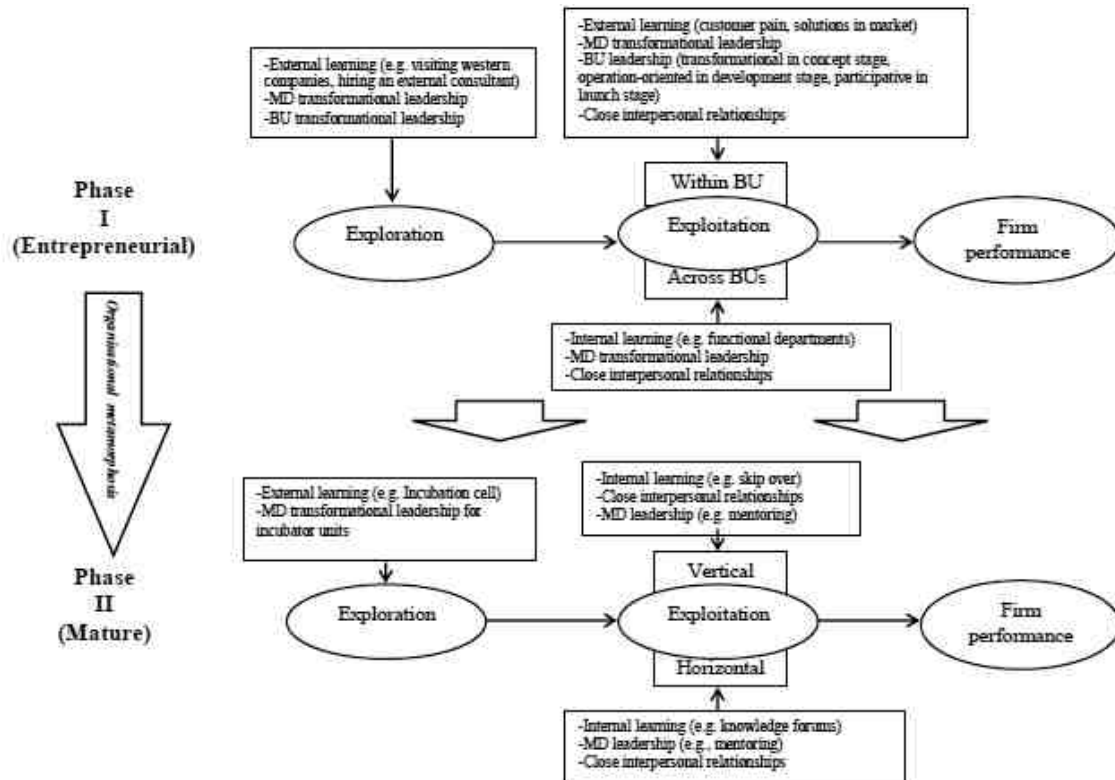 -External learning (customer pain, solutions in market)
-MD transformational leadership
-BU leadership (transformational in concept stage,
operation-oriented in development stage, participative in
launch stage)
-Close interpersonal relationships
-External learning (e.g. visiting western
companies, hiring an external consultant)
-MD transformational leadership
-BU transformational leadership
Phase
I
(Entrepreneurial)
Within BU
Exploration
Exploitation
Firm
performance
Across BUs
-Internal learning (e.g. functional departments)
-MD transformational leadership
-Close interpersonal relationships
Organisational metamorphosis
-External learning (e.g. Incubation cell)
-MD transformational leadership for
incubator units
-Internal learning (e.g. skip over)
-Close interpersonal relationships
-MD leadership (e.g. mentoring)
Phase
II
(Mature)
Vertical
Exploration
Exploitation
Firm
performance
Horizontal
-Internal learning (e.g. knowledge forums)
-MD leadership (e.g., mentoring)
-Close interpersonal relationships